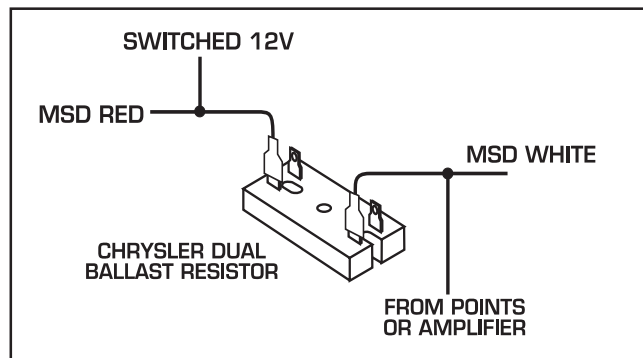 SWITCHED 12V
MSD RED
MSD WHITE
CHRYSLER DUAL
BALLAST RESISTOR
FROM POINTS
OR AMPLIFIER